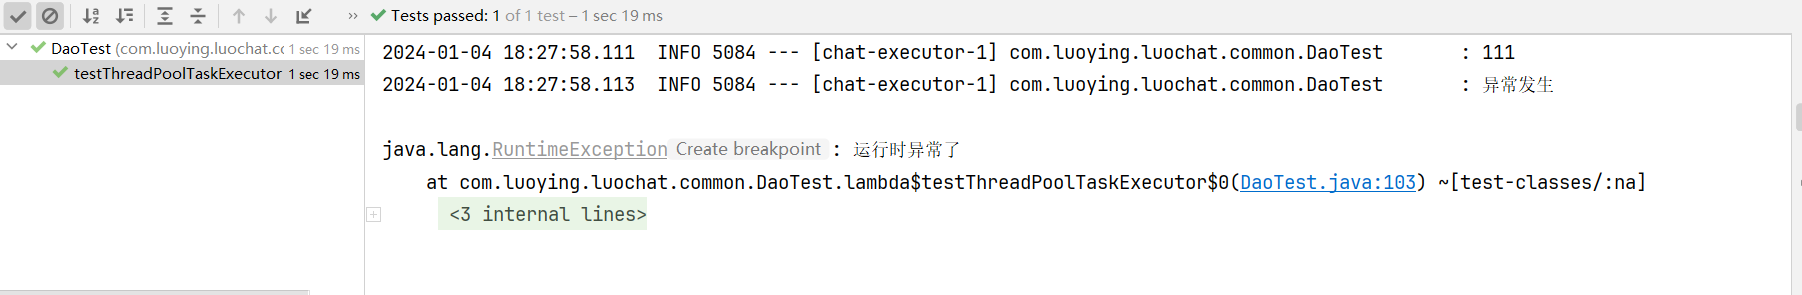 Tests passed: 1 of 1 test – 1 sec 19 ms
DaoTest (com.luoying.luochat.cc 1 sec 19 ms
testThreadPoolTaskExecutor 1 sec 19 ms
2024-01-04 18:27:58.111  INFO 5084 --- [chat-executor-1] com.luoying.luochat.common.DaoTest       : 111
2024-01-04 18:27:58.113  INFO 5084 --- [chat-executor-1] com.luoying.luochat.common.DaoTest       : 异常发生
java.lang.RuntimeException Create breakpoint : 运行时异常了
at com.luoying.luochat.common.DaoTest.lambda$testThreadPoolTaskExecutor$0(DaoTest.java:103) ~[test-classes/:na]
<3 internal lines>